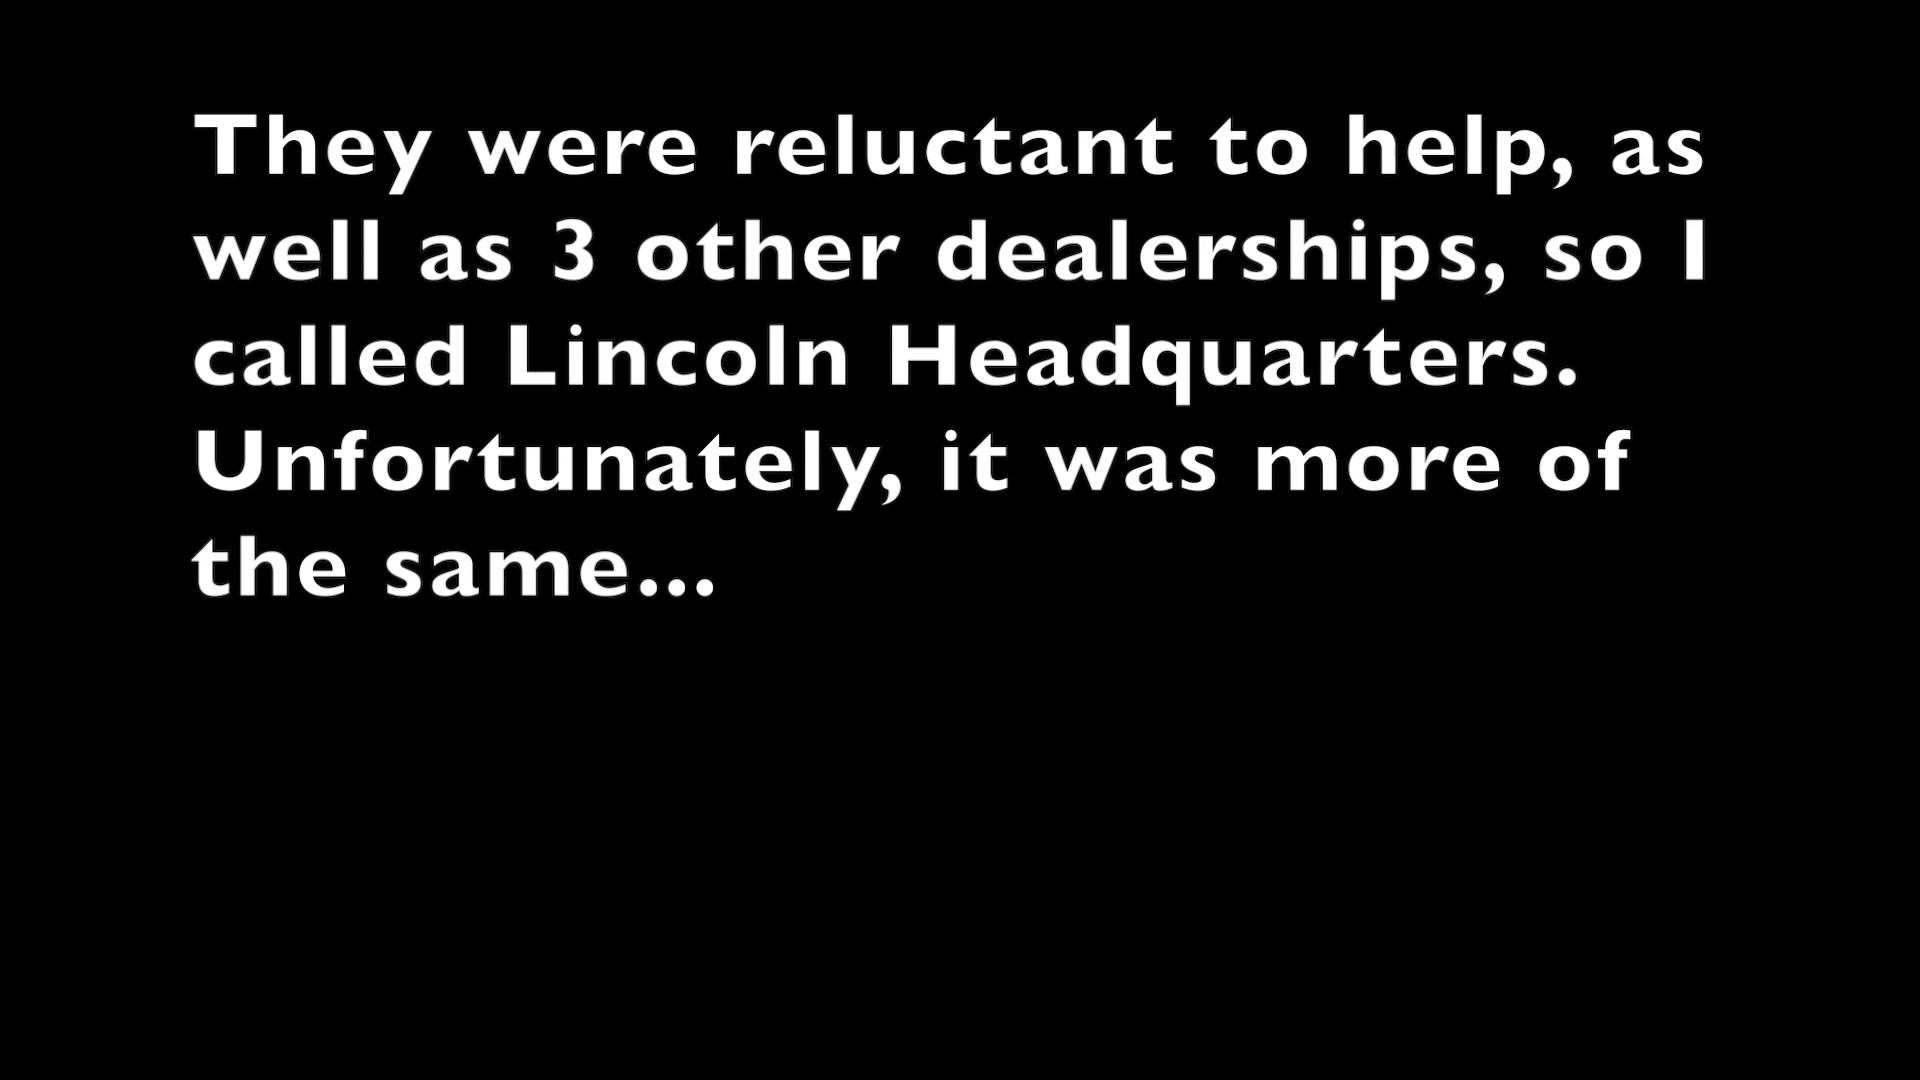 They were reluctant to help, as
well as 3 other dealerships, so I
called Lincoln Headquarters.
Unfortunately, it was more of
the same...